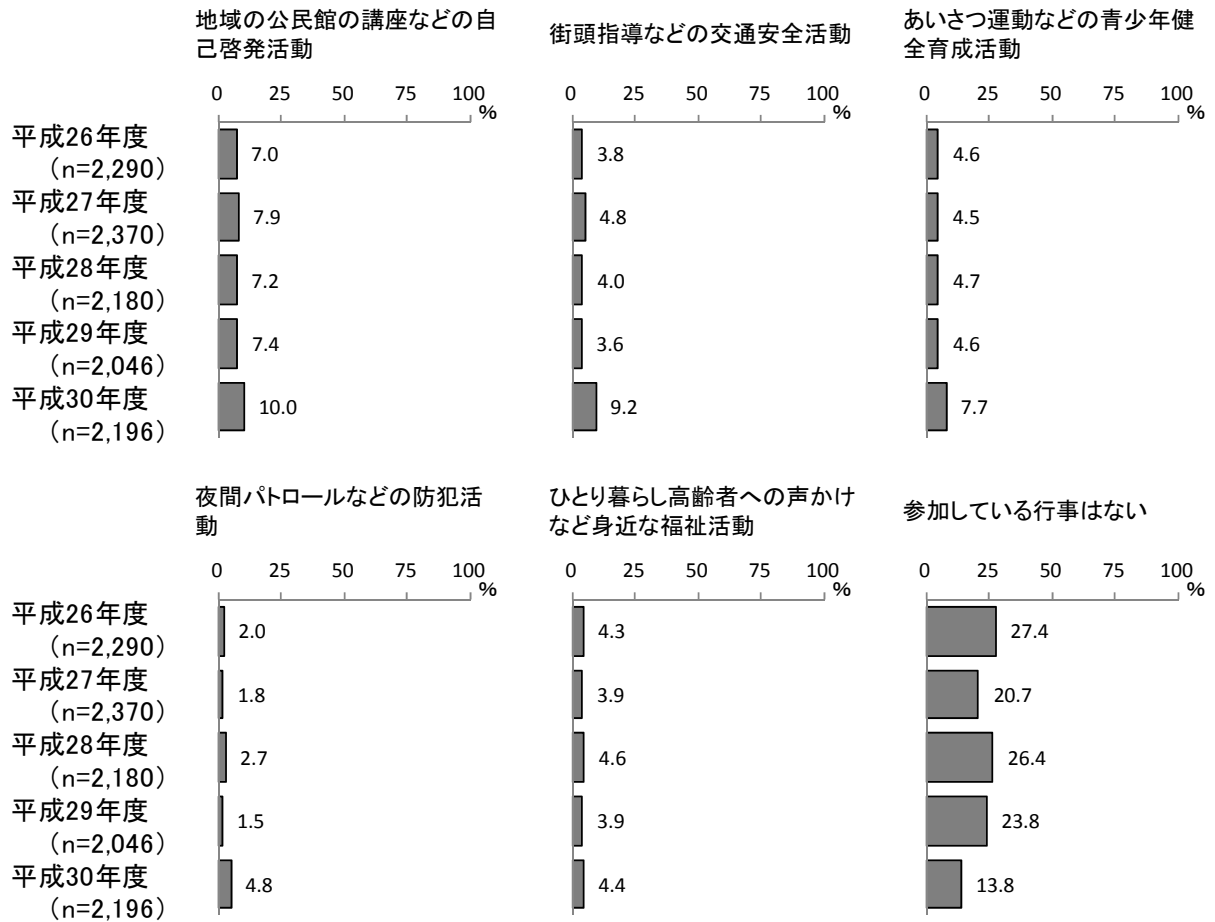 地域の公民館の講座などの自
己啓発活動
街頭指導などの交通安全活動
あいさつ運動などの青少年健
全育成活動
0 25 75 75 100
%
0 25 75 75 100
%
0 25 50 75 100
%
平成26年度
（n=2,290）
7.0
3.8
4.6
平成27年度
（n=2,370）
7.9
4.8
4.5
平成28年度
（n=2,180）
7.2
4.0
4.7
平成29年度
（n=2,046）
7.4
3.6
4.6
平成30年度
（n=2,196）
10.0
9.2
7.7
夜間パトロールなどの防犯活
動
ひとり暮らし高齢者への声かけ
など身近な福祉活動
参加している行事はない
0 25 75 75 100
%
0 25 75 75 100
%
0 25 50 75 100
%
平成26年度
（n=2,290）
2.0
4.3
27.4
平成27年度
（n=2,370）
1.8
3.9
20.7
平成28年度
（n=2,180）
2.7
4.6
26.4
平成29年度
（n=2,046）
1.5
3.9
23.8
平成30年度
（n=2,196）
4.8
4.4
13.8